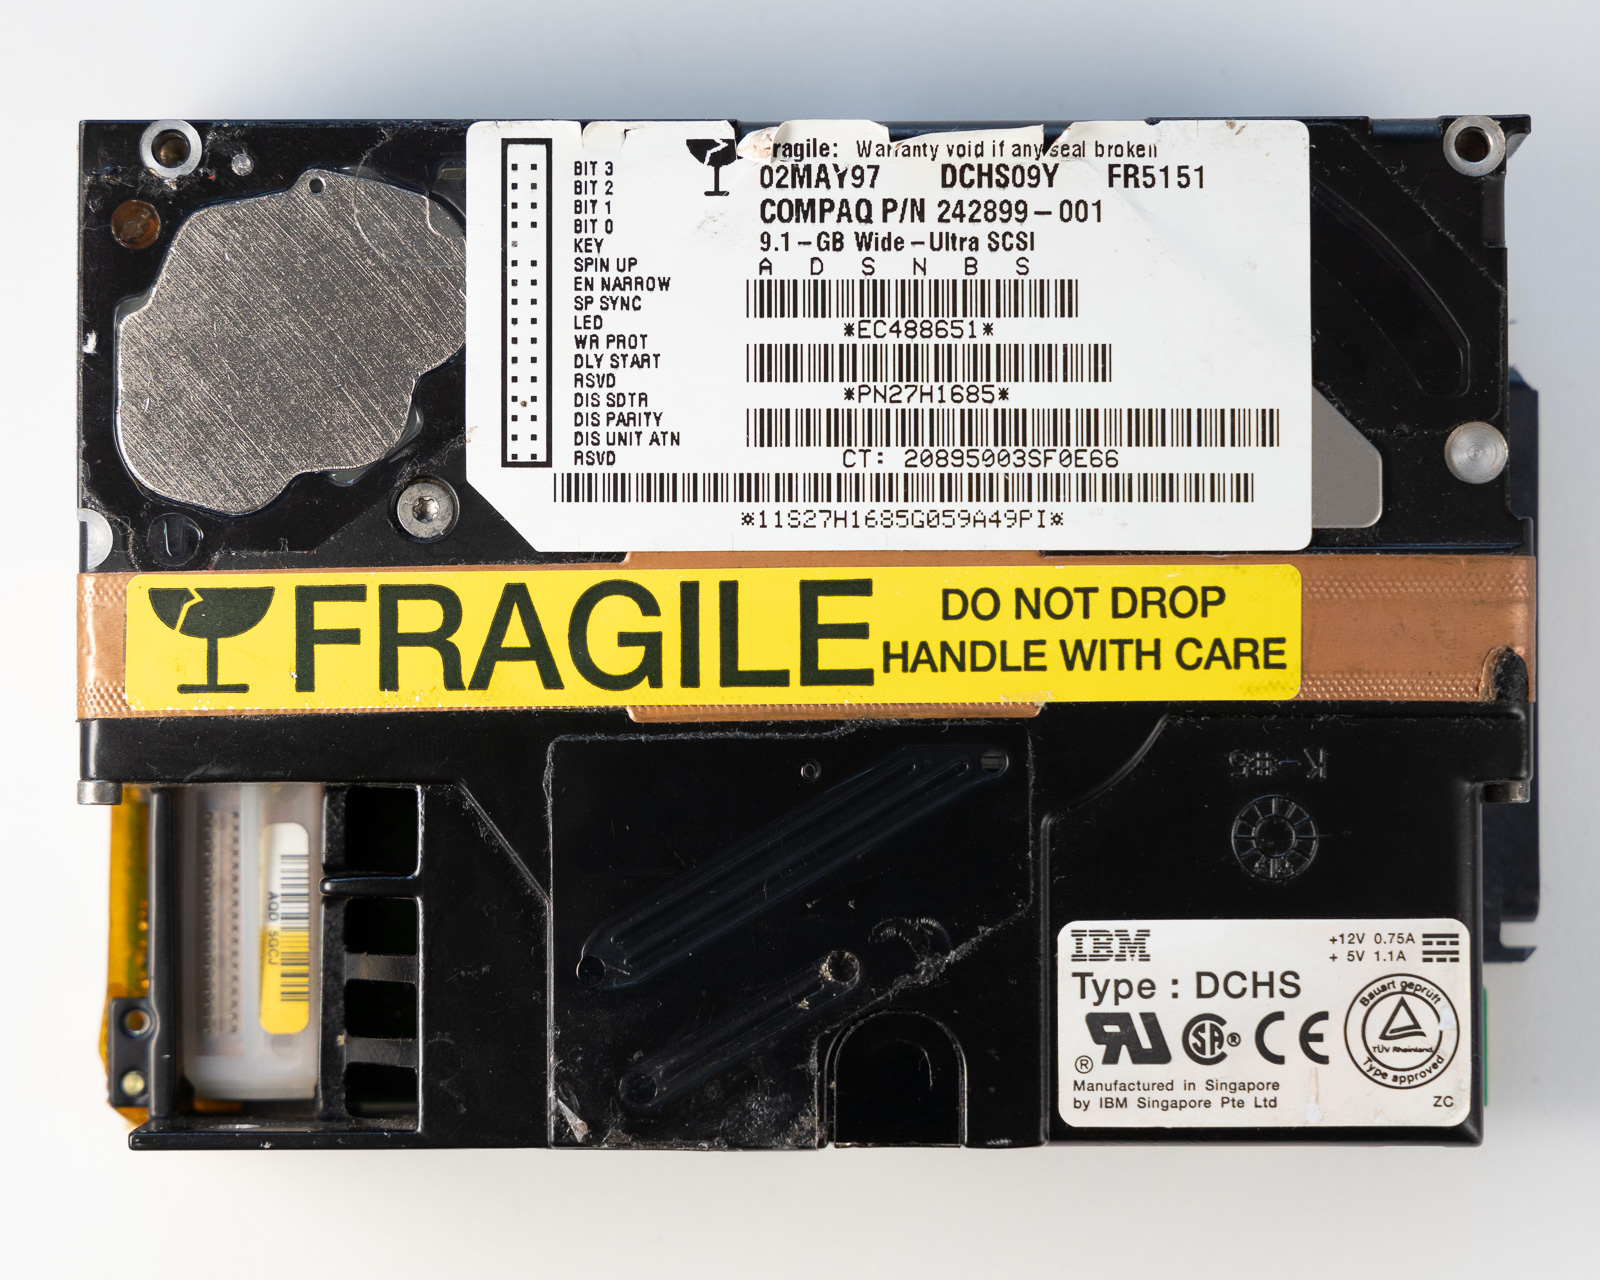 ragile: Warranty void if any seal broken
02MAY97 DCHS09Y FR5151
COMPAQ P/N 242899-001
9.1-GB Wide-Ultra SCSI
A D S N B S
*EC488651*
*PN27H1685*
CT: 20895003SF0E66
*11S27H1685G059A49PI*
BIT 3
BIT 2
BIT 1
BIT 0
KEY
SPIN UP
EN NARROW
SP SYNC
LED
WR PROT
DLY START
RSVD
DIS SDTR
DIS PARITY
DIS UNIT ATN
RSVD
FRAGILE
DO NOT DROP
HANDLE WITH CARE
AQD 5GCJ
IBM
+12V 0.75A
+ 5V 1.1A
Type : DCHS
Bauart geprüft
TÜV Rheinland
Type approved
Manufactured in Singapore
by IBM Singapore Pte Ltd
ZC